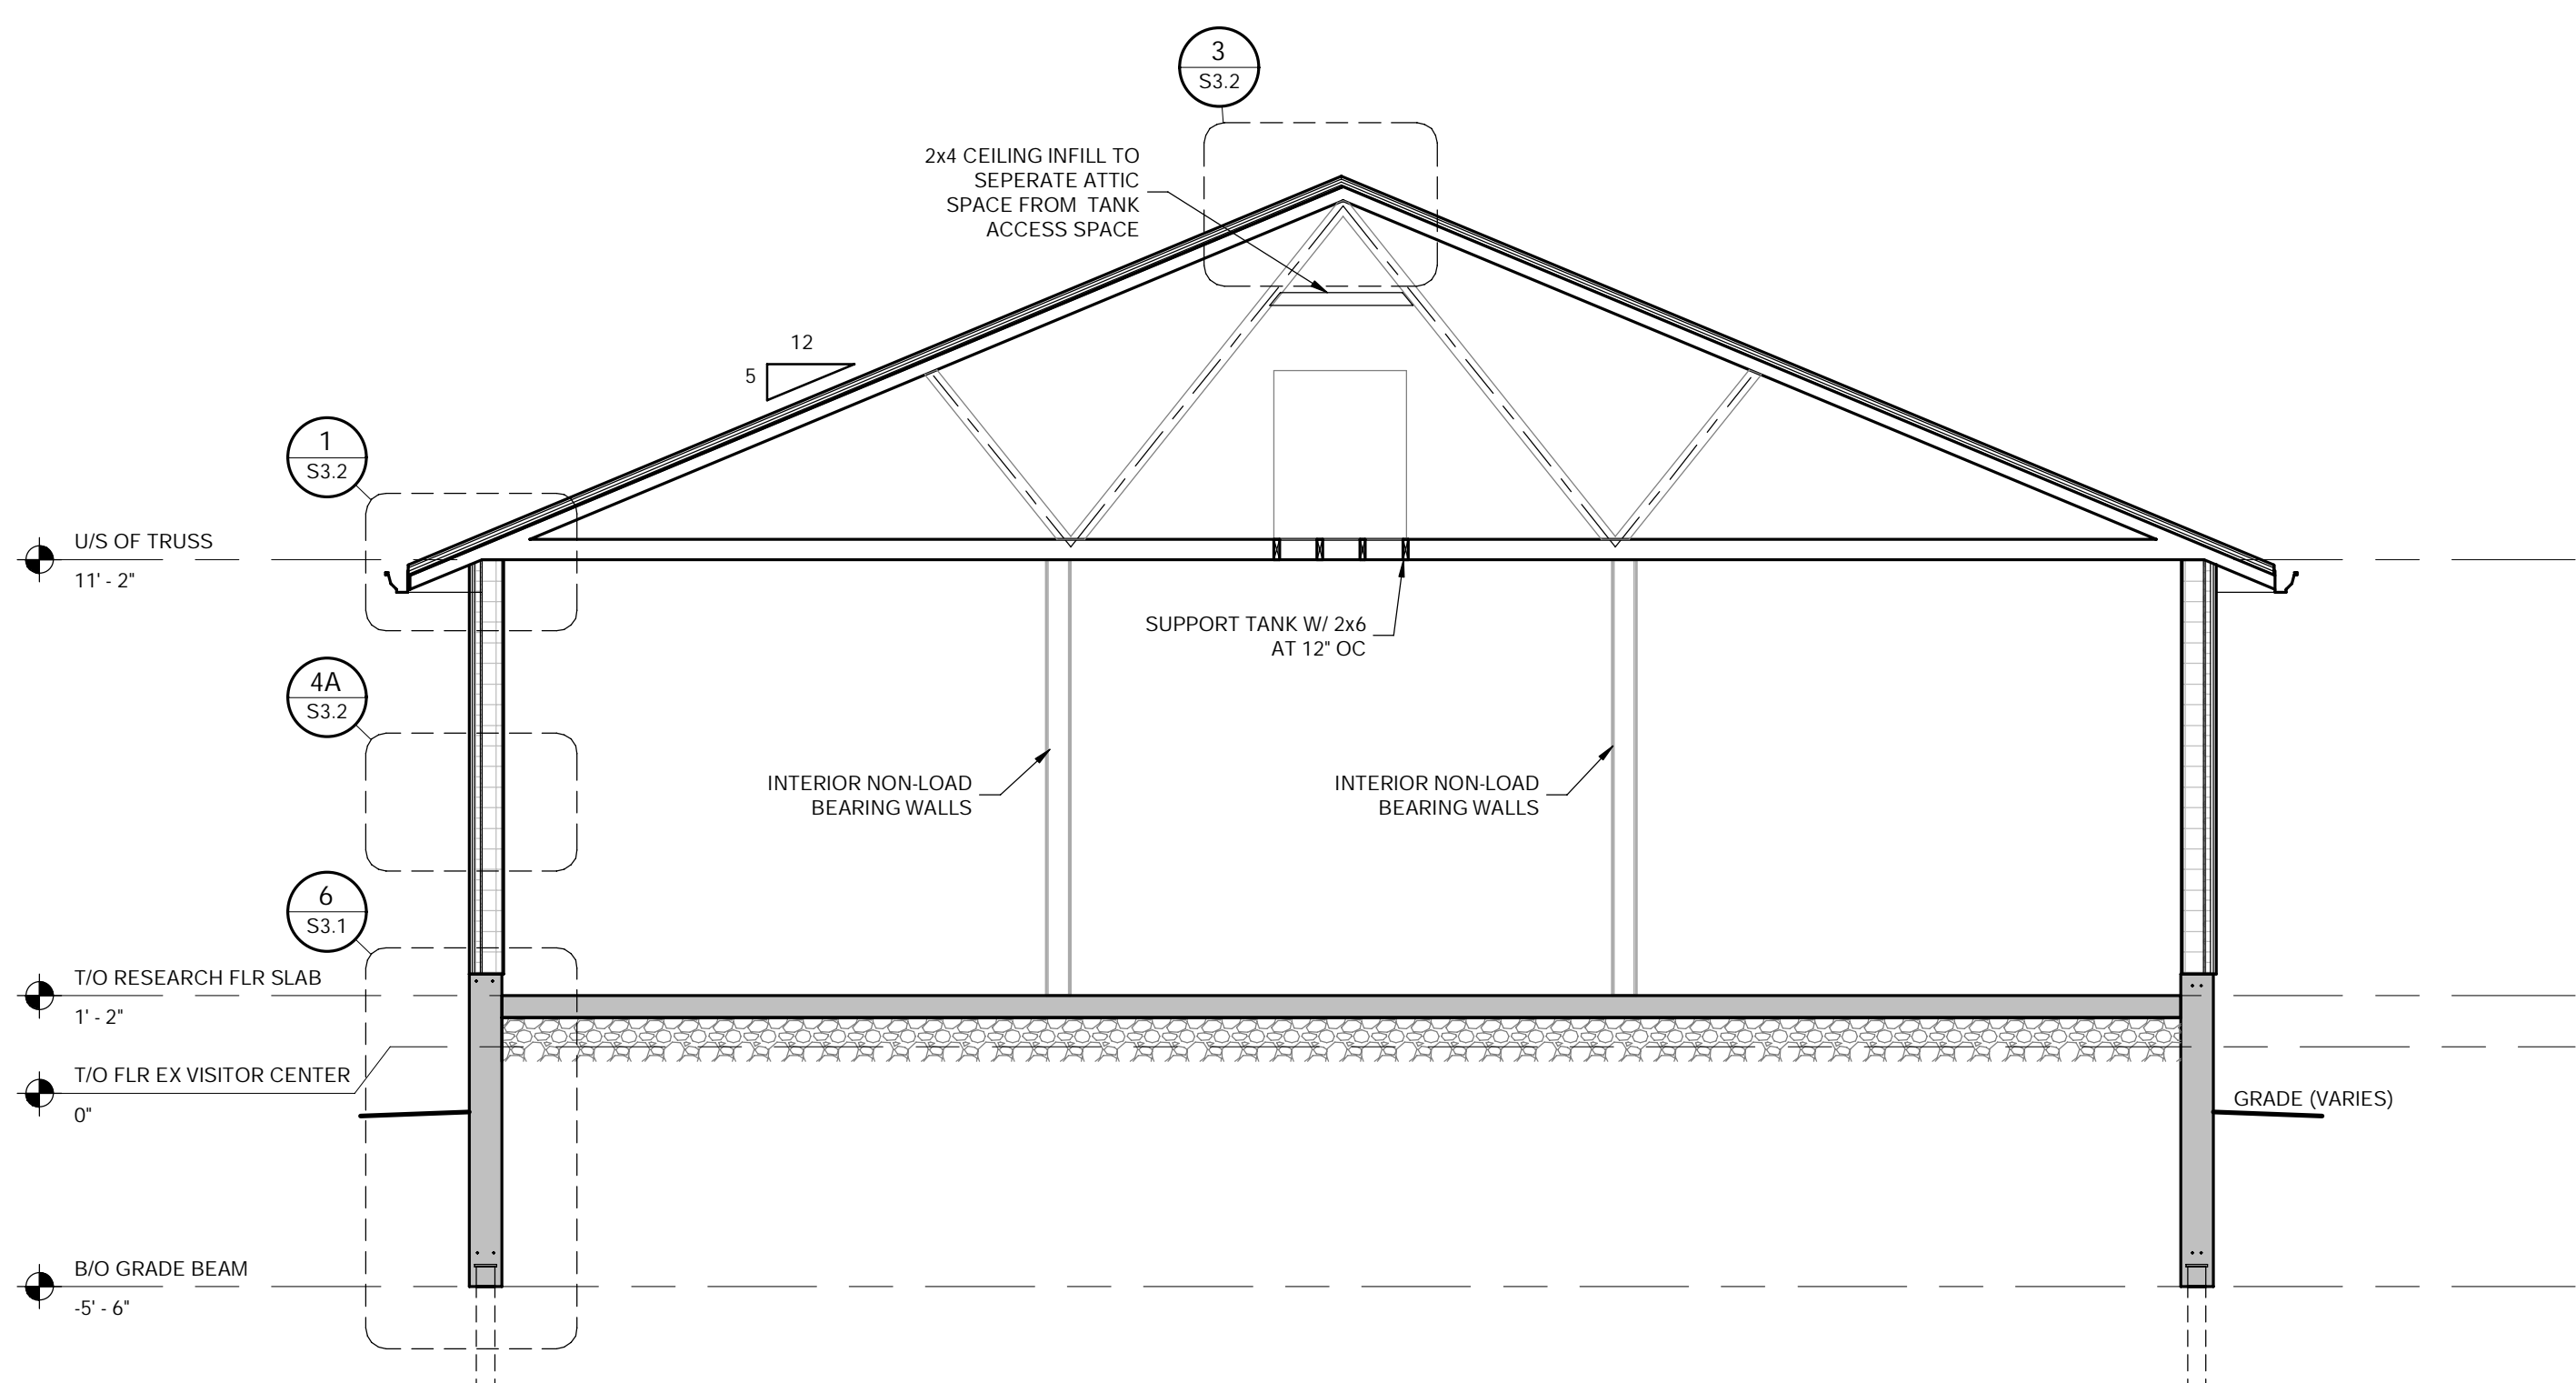 3
S3.2
2x4 CEILING INFILL TO
SEPERATE ATTIC
SPACE FROM TANK
ACCESS SPACE
12
5
1
S3.2
U/S OF TRUSS
11' - 2"
SUPPORT TANK W/ 2x6
AT 12" OC
4A
S3.2
INTERIOR NON-LOAD
BEARING WALLS
INTERIOR NON-LOAD
BEARING WALLS
6
S3.1
T/O RESEARCH FLR SLAB
1' - 2"
T/O FLR EX VISITOR CENTER
0"
GRADE (VARIES)
B/O GRADE BEAM
-5' - 6"